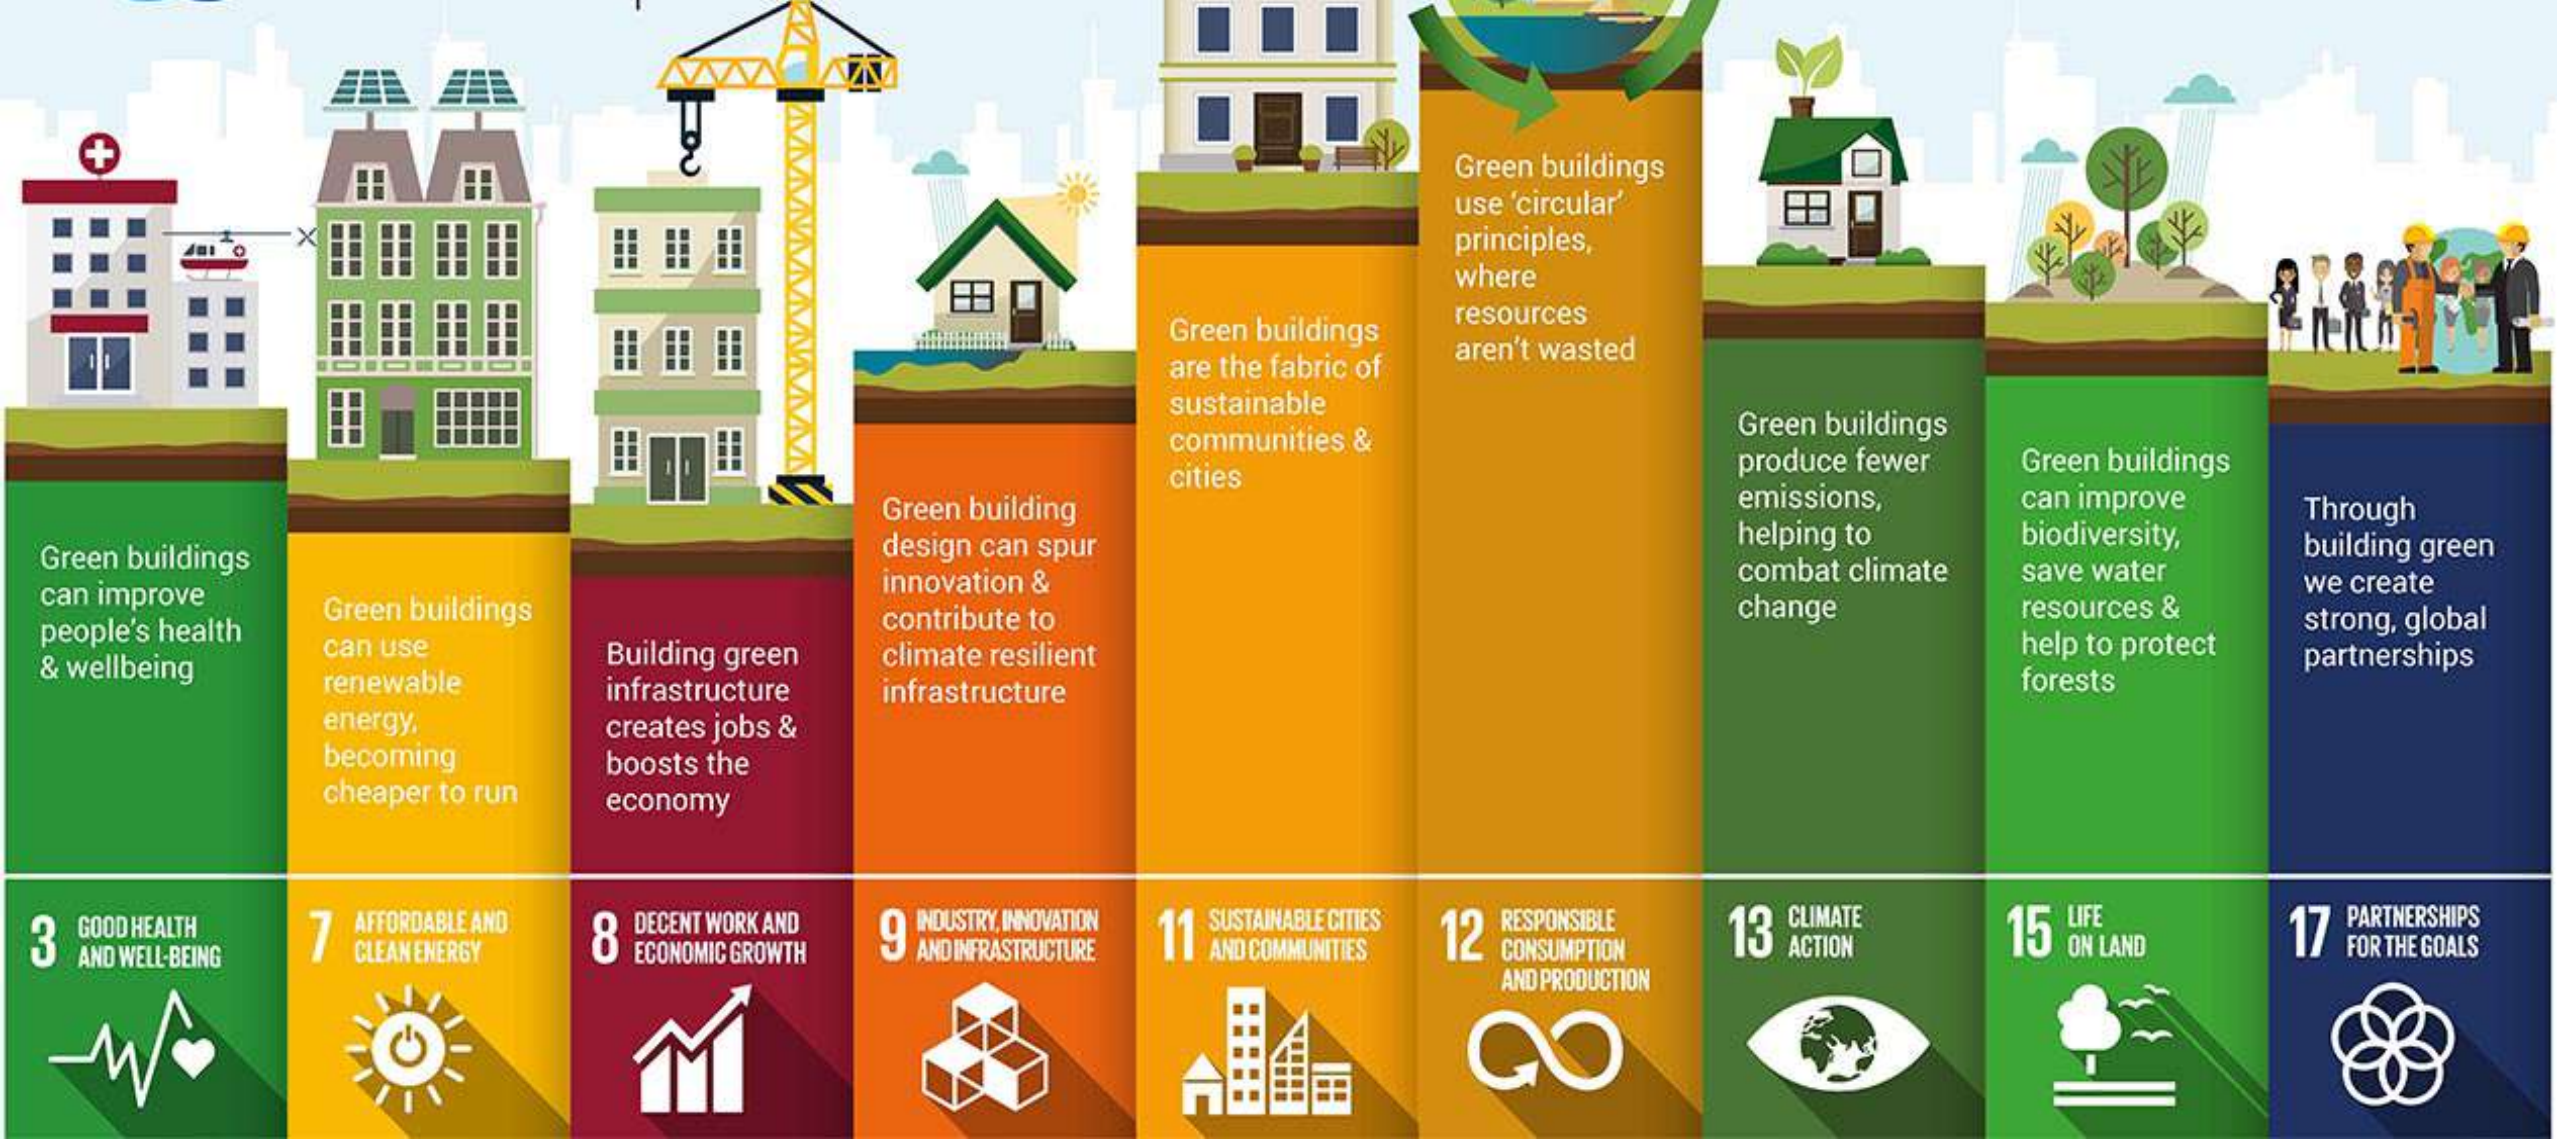 Green buildings
can improve
people's health
& wellbeing
Green buildings
can use
renewable
energy,
becoming
cheaper to run
Building green
infrastructure
creates jobs &
boosts the
economy
Green building
design can spur
innovation &
contribute to
climate resilient
infrastructure
Green buildings
are the fabric of
sustainable
communities &
cities
Green buildings
use 'circular'
principles,
where
resources
aren't wasted
Green buildings
produce fewer
emissions,
helping to
combat climate
change
Green buildings
can improve
biodiversity,
save water
resources &
help to protect
forests
Through
building green
we create
strong, global
partnerships
3 GOOD HEALTH
AND WELL-BEING
7 AFFORDABLE AND
CLEAN ENERGY
8 DECENT WORK AND
ECONOMIC GROWTH
9 INDUSTRY, INNOVATION
AND INFRASTRUCTURE
11 SUSTAINABLE CITIES
AND COMMUNITIES
12 RESPONSIBLE
CONSUMPTION
AND PRODUCTION
13 CLIMATE
ACTION
15 LIFE
ON LAND
17 PARTNERSHIPS
FOR THE GOALS